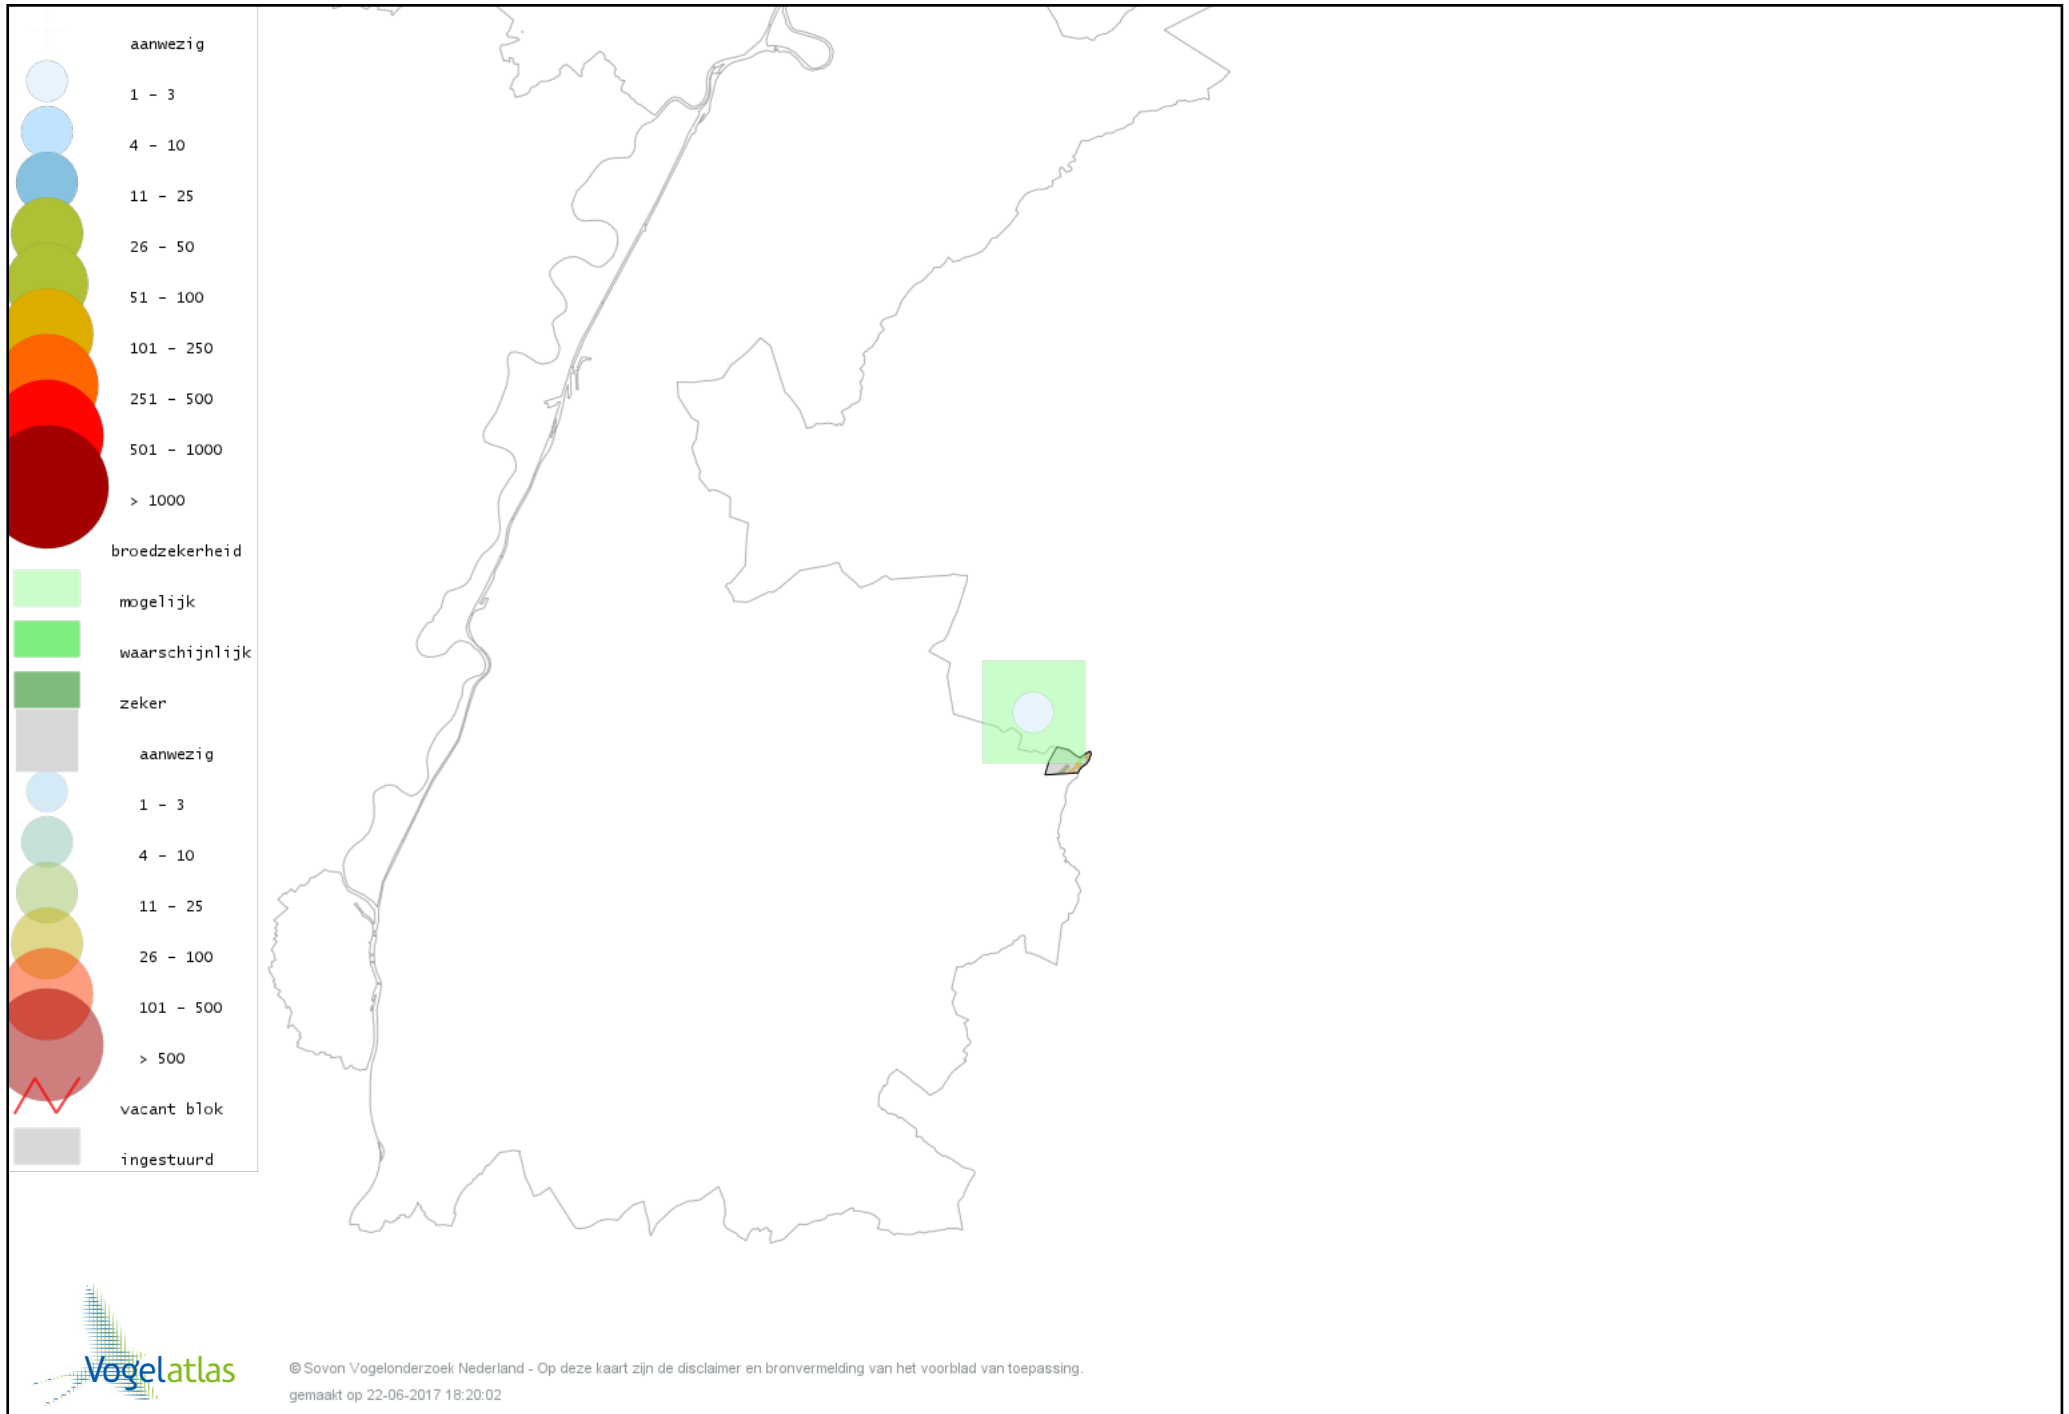 aanwezig
1 - 3
4 - 10
11 - 25
26 - 50
51 - 100
101 - 250
251 - 500
501 - 1000
> 1000
broedzekerheid
mogelijk
waarschijnlijk
zeker
aanwezig
1 - 3
4 - 10
11 - 25
26 - 100
101 - 500
> 500
vacant blok
ingestuurd
Vogelatlas
© Sovon Vogelonderzoek Nederland - Op deze kaart zijn de disclaimer en bronvermelding van het voorblad van toepassing.
gemaakt op 22-06-2017 18:20:02